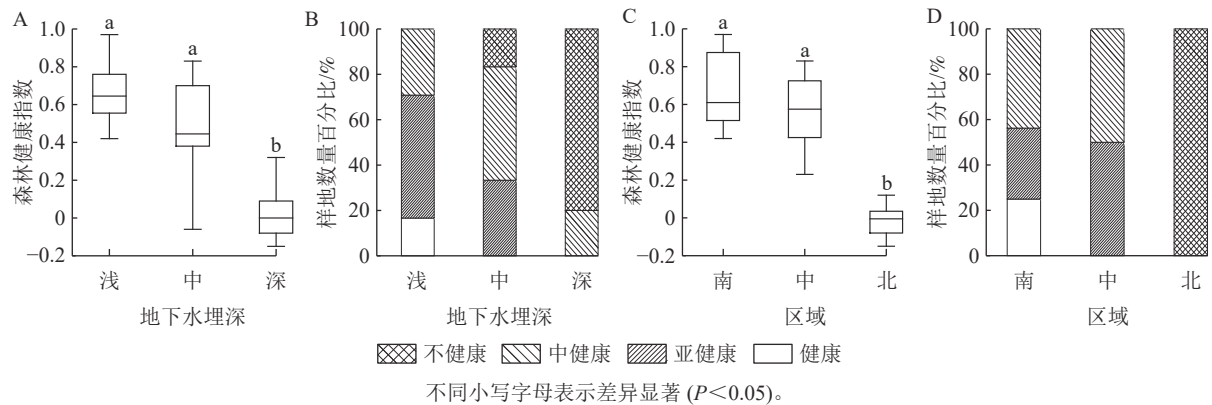 A
森林健康指数
1.0
0.8
0.6
0.4
0.2
0
−0.2
a
a
b
浅 中 深
地下水埋深
B
样地数量百分比/%
100
80
60
40
20
0
浅 中 深
地下水埋深
C
森林健康指数
1.0
0.8
0.6
0.4
0.2
0
−0.2
a
a
b
南 中 北
区域
D
样地数量百分比/%
100
80
60
40
20
0
南 中 北
区域
不健康 中健康 亚健康 健康
不同小写字母表示差异显著 (P＜0.05)。